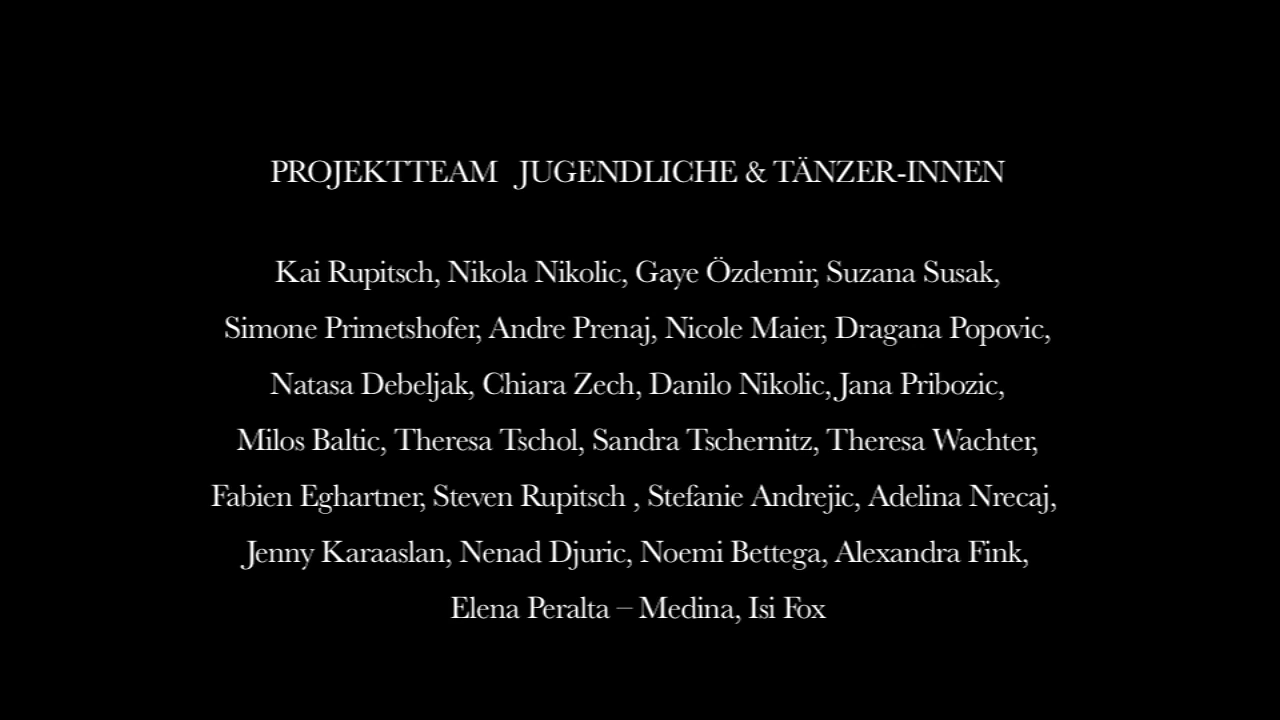 PROJEKTTEAM JUGENDLICHE & TÄNZER-INNEN
Kai Rupitsch, Nikola Nikolic, Gaye Özdemir, Suzana Susak,
Simone Primetshofer, Andre Prenaj, Nicole Maier, Dragana Popovic,
Natasa Debeljak, Chiara Zech, Danilo Nikolic, Jana Pribozic,
Milos Baltic, Theresa Tschol, Sandra Tschernitz, Theresa Wachter,
Fabien Eghartner, Steven Rupitsch , Stefanie Andrejic, Adelina Nrecaj,
Jenny Karaaslan, Nenad Djuric, Noemi Bettega, Alexandra Fink,
Elena Peralta – Medina, Isi Fox